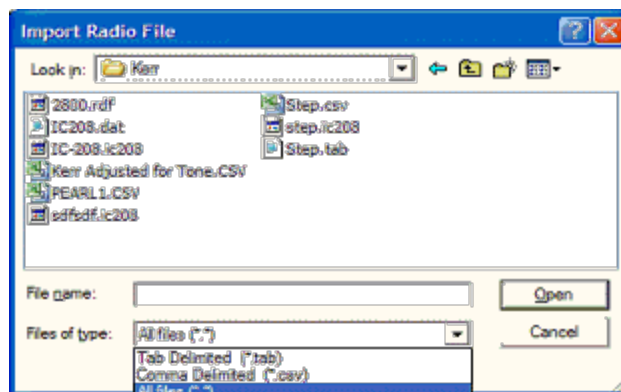 Import Radio File
Look in: Kerr
2800.rdf
IC208.dat
IC-208.ic208
Kerr Adjusted for Tone.CSV
PEARL1.CSV
sdfsdf.ic208
Step.csv
step.ic208
Step.tab
File name:
Open
Files of type: All files (*.*)
Cancel
Tab Delimited (*.tab)
Comma Delimited (*.csv)
All files (*.*)